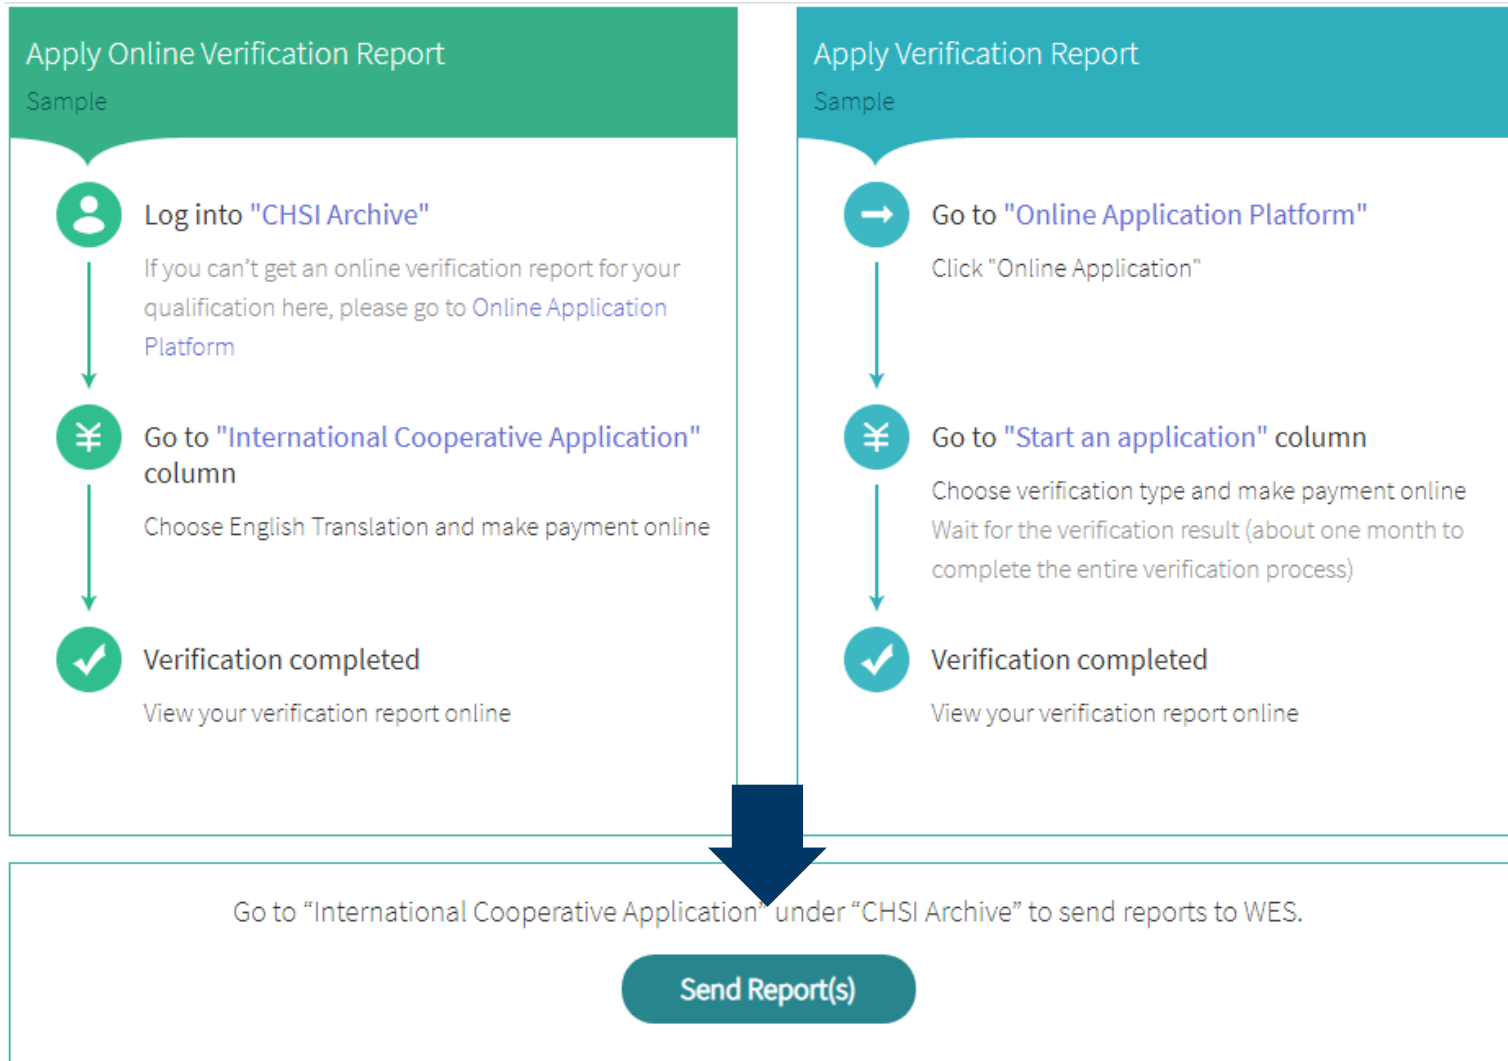 Apply Online Verification Report
Sample
Log into "CHSI Archive"
If you can't get an online verification report for your
qualification here, please go to Online Application
Platform
Go to "International Cooperative Application"
column
Choose English Translation and make payment online
Verification completed
View your verification report online
Apply Verification Report
Sample
Go to "Online Application Platform"
Click "Online Application"
Go to "Start an application" column
Choose verification type and make payment online
Wait for the verification result (about one month to
complete the entire verification process)
Verification completed
View your verification report online
Go to “International Cooperative Application” under “CHSI Archive” to send reports to WES.
Send Report(s)